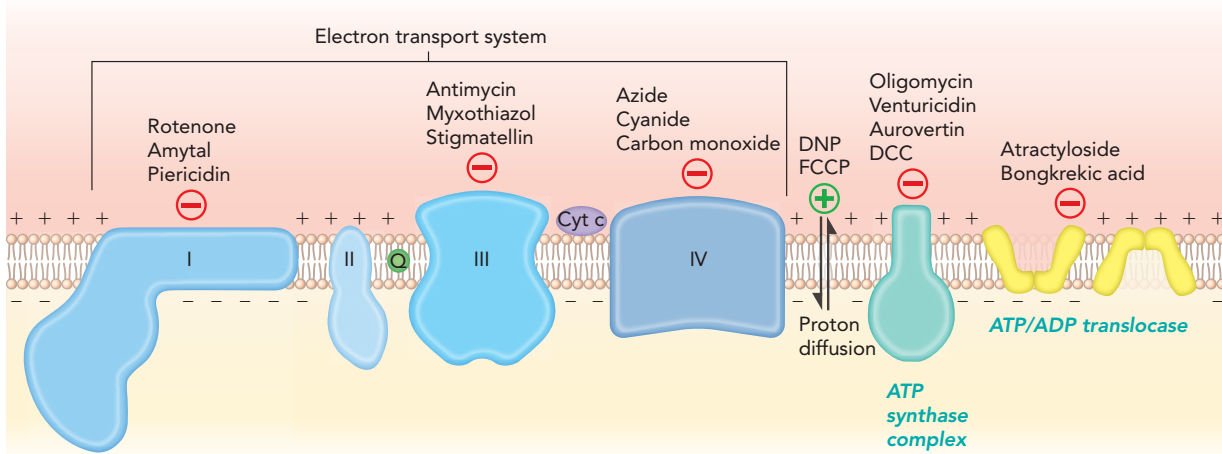 Electron transport system
Rotenone
Amytal
Piericidin
Antimycin
Myxothiazol
Stigmatellin
Azide
Cyanide
Carbon monoxide
DNP
FCCP
Oligomycin
Venturicidin
Aurovertin
DCC
Atractyloside
Bongkrekic acid
I
II
Q
III
Cyt c
IV
Proton
diffusion
ATP
synthase
complex
ATP/ADP translocase